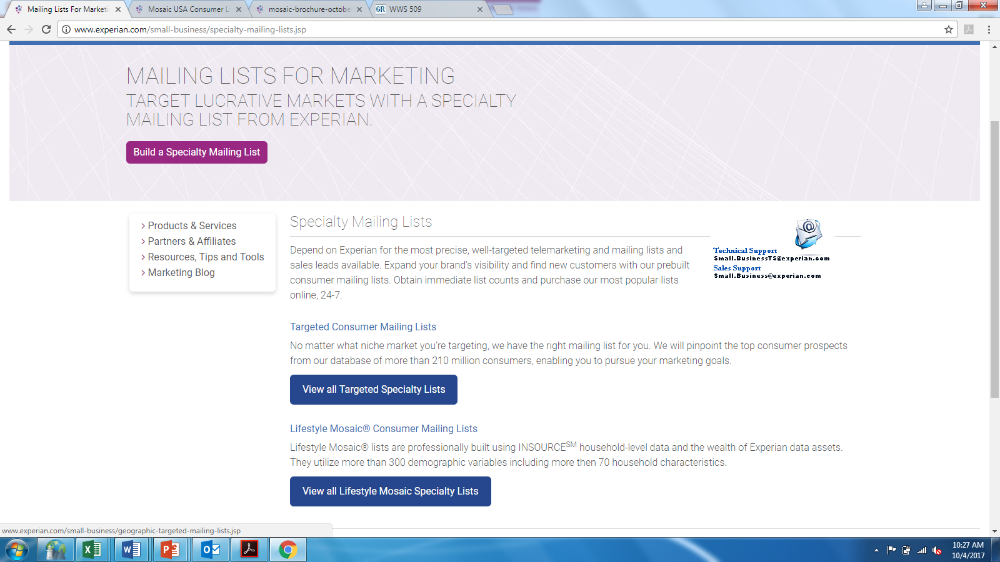 Mailing Lists For Marketi
Mosaic USA Consumer L
mosaic-brochure-octobe
GR WWS 509
www.experian.com/small-business/specialty-mailing-lists.jsp
MAILING LISTS FOR MARKETING
TARGET LUCRATIVE MARKETS WITH A SPECIALTY
MAILING LIST FROM EXPERIAN.
Build a Specialty Mailing List
> Products & Services
> Partners & Affiliates
> Resources, Tips and Tools
> Marketing Blog
Specialty Mailing Lists
Depend on Experian for the most precise, well-targeted telemarketing and mailing lists and
sales leads available. Expand your brand's visibility and find new customers with our prebuilt
consumer mailing lists. Obtain immediate list counts and purchase our most popular lists
online, 24-7.
@
Technical Support
Small.BusinessTS@experian.com
Sales Support
Small.Business@experian.com
Targeted Consumer Mailing Lists
No matter what niche market you're targeting, we have the right mailing list for you. We will pinpoint the top consumer prospects
from our database of more than 210 million consumers, enabling you to pursue your marketing goals.
View all Targeted Specialty Lists
Lifestyle Mosaic® Consumer Mailing Lists
Lifestyle Mosaic® lists are professionally built using INSOURCE℠ household-level data and the wealth of Experian data assets.
They utilize more than 300 demographic variables including more then 70 household characteristics.
View all Lifestyle Mosaic Specialty Lists
www.experian.com/small-business/geographic-targeted-mailing-lists.jsp
10:27 AM
10/4/2017